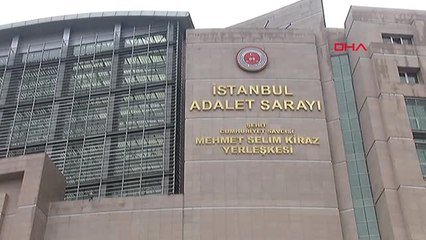 DHA
İSTANBUL
ADALET SARAYI
ŞEHİT
CUMHURİYET SAVCISI
MEHMET SELİM KİRAZ
YERLEŞKESİ